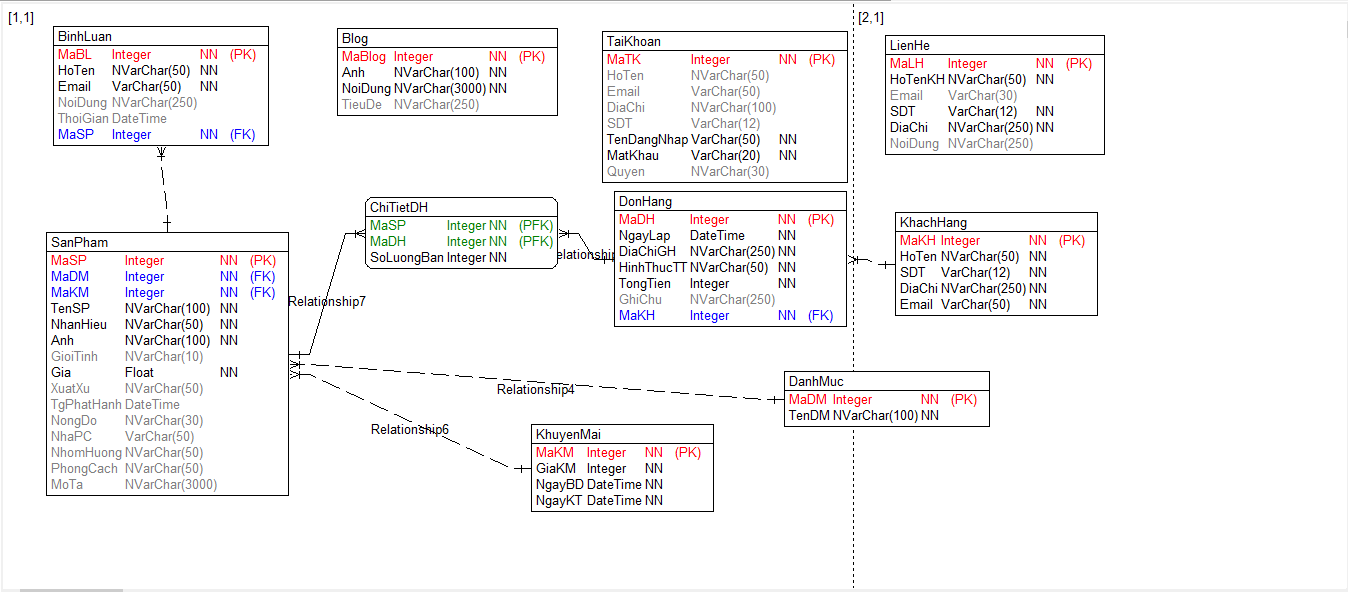 [1,1]
[2,1]
BinhLuan
MaBL Integer NN (PK)
HoTen NVarChar(50) NN
Email VarChar(50) NN
NoiDung NVarChar(250)
ThoiGian DateTime
MaSP Integer NN (FK)
Blog
MaBlog Integer NN (PK)
Anh NVarChar(100) NN
NoiDung NVarChar(3000) NN
TieuDe NVarChar(250)
TaiKhoan
MaTK Integer NN (PK)
HoTen NVarChar(50)
Email VarChar(50)
DiaChi NVarChar(100)
SDT VarChar(12)
TenDangNhap VarChar(50) NN
MatKhau VarChar(20) NN
Quyen NVarChar(30)
LienHe
MaLH Integer NN (PK)
HoTenKH NVarChar(50) NN
Email VarChar(30)
SDT VarChar(12) NN
DiaChi NVarChar(250) NN
NoiDung NVarChar(250)
SanPham
MaSP Integer NN (PK)
MaDM Integer NN (FK)
MaKM Integer NN (FK)
TenSP NVarChar(100) NN
NhanHieu NVarChar(50) NN
Anh NVarChar(100) NN
GioiTinh NVarChar(10)
Gia Float NN
XuatXu NVarChar(50)
TgPhatHanh DateTime
NongDo NVarChar(30)
NhaPC VarChar(50)
NhomHuong NVarChar(50)
PhongCach NVarChar(50)
MoTa NVarChar(3000)
ChiTietDH
MaSP Integer NN (PFK)
MaDH Integer NN (PFK)
SoLuongBan Integer NN
elationship
DonHang
MaDH Integer NN (PK)
NgayLap DateTime NN
DiaChiGH NVarChar(250) NN
HinhThucTT NVarChar(50) NN
TongTien Integer NN
GhiChu NVarChar(250)
MaKH Integer NN (FK)
KhachHang
MaKH Integer NN (PK)
HoTen NVarChar(50) NN
SDT VarChar(12) NN
DiaChi NVarChar(250) NN
Email VarChar(50) NN
Relationship7
Relationship4
DanhMuc
MaDM Integer NN (PK)
TenDM NVarChar(100) NN
Relationship6
KhuyenMai
MaKM Integer NN (PK)
GiaKM Integer NN
NgayBD DateTime NN
NgayKT DateTime NN